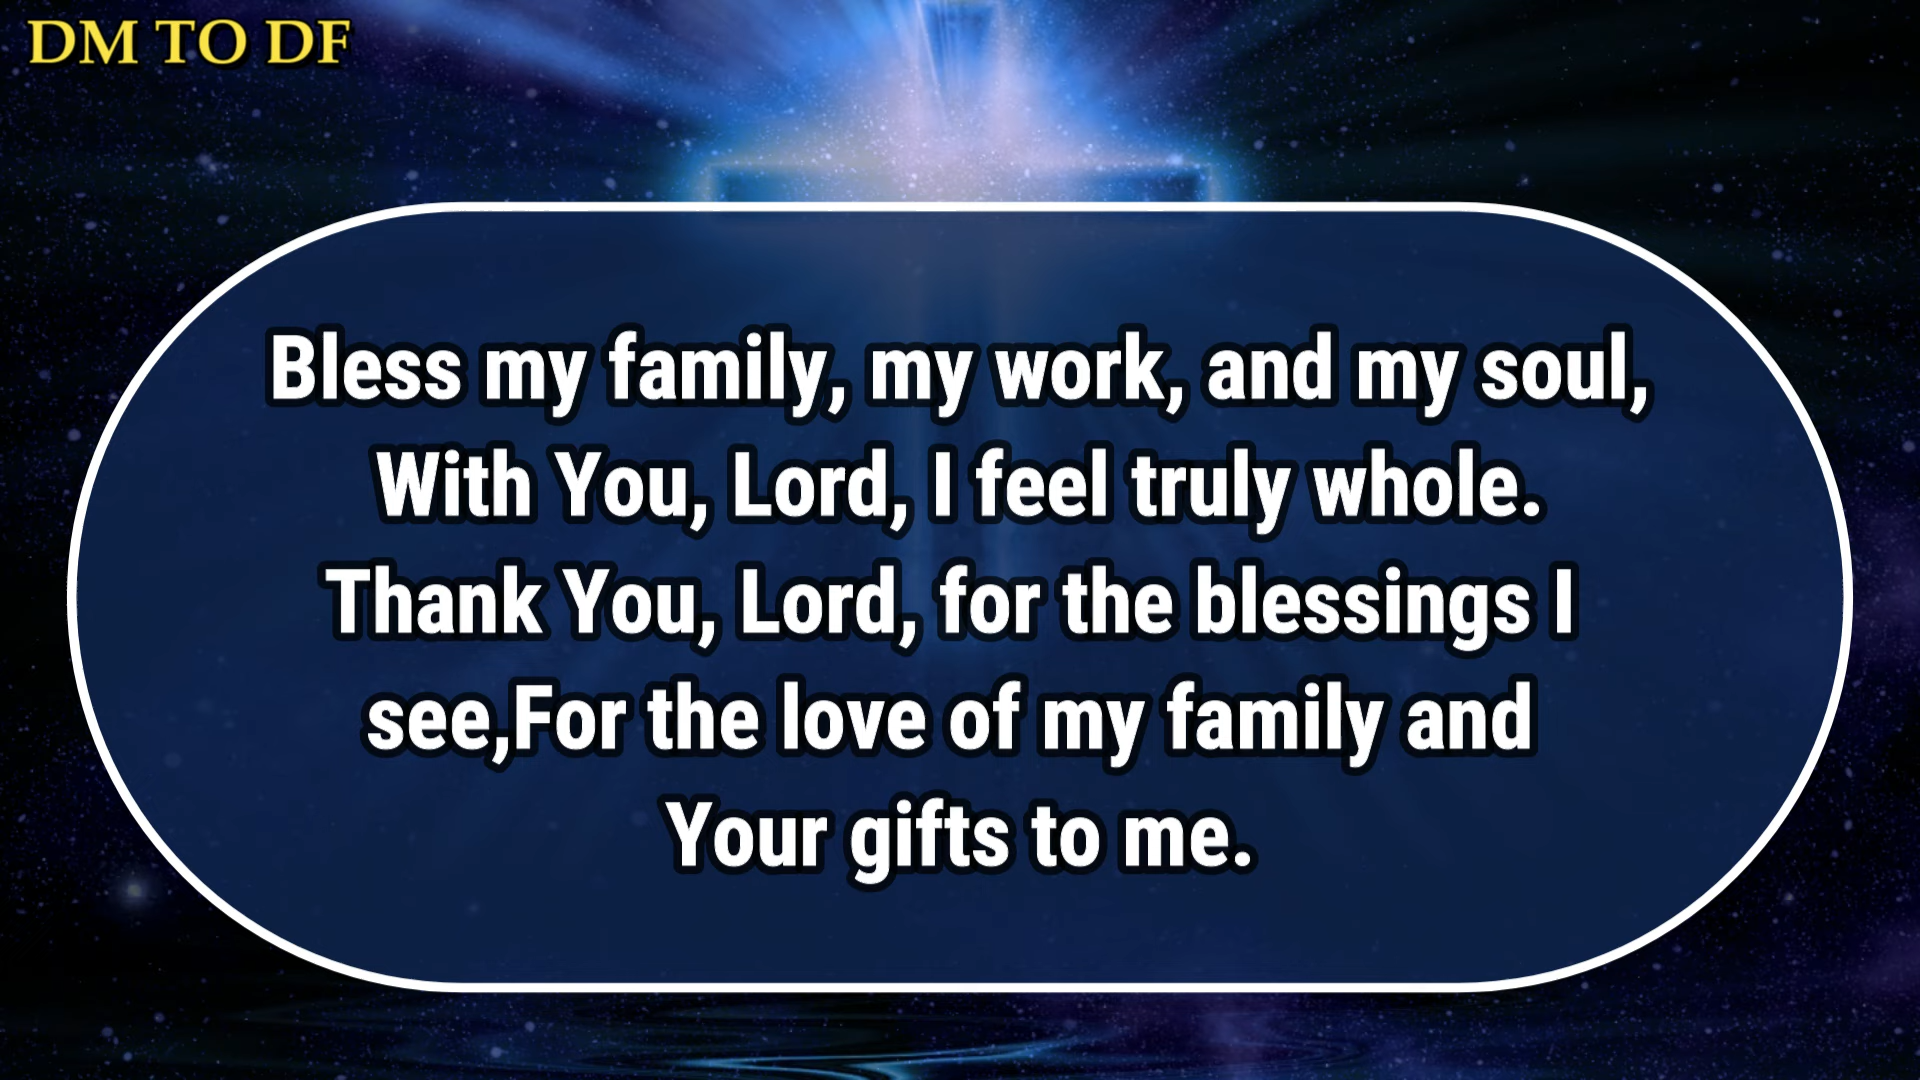 DM TO DF
Bless my family, my work, and my soul,
With You, Lord, I feel truly whole.
Thank You, Lord, for the blessings I
see,For the love of my family and
Your gifts to me.